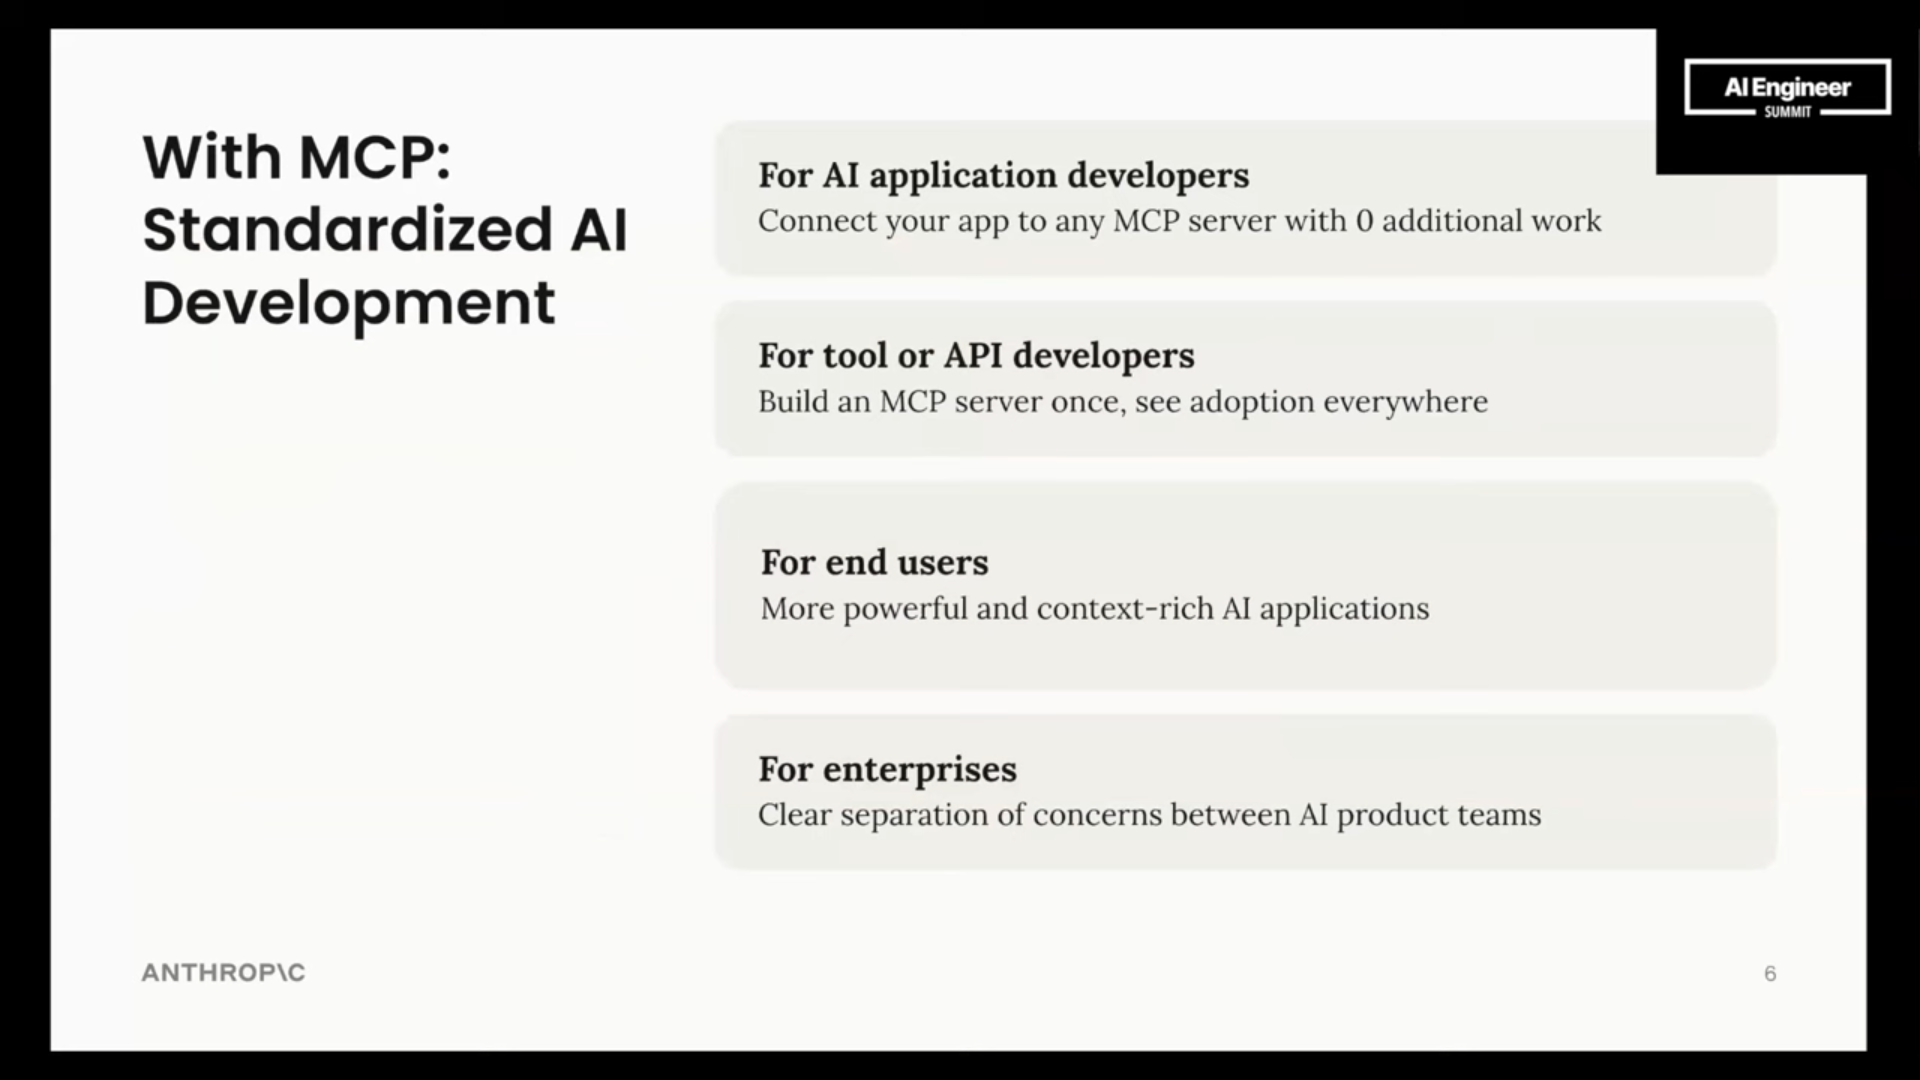 AI Engineer
SUMMIT
With MCP:
Standardized AI
Development
For AI application developers
Connect your app to any MCP server with 0 additional work
For tool or API developers
Build an MCP server once, see adoption everywhere
For end users
More powerful and context-rich AI applications
For enterprises
Clear separation of concerns between AI product teams
ANTHROP\C
6